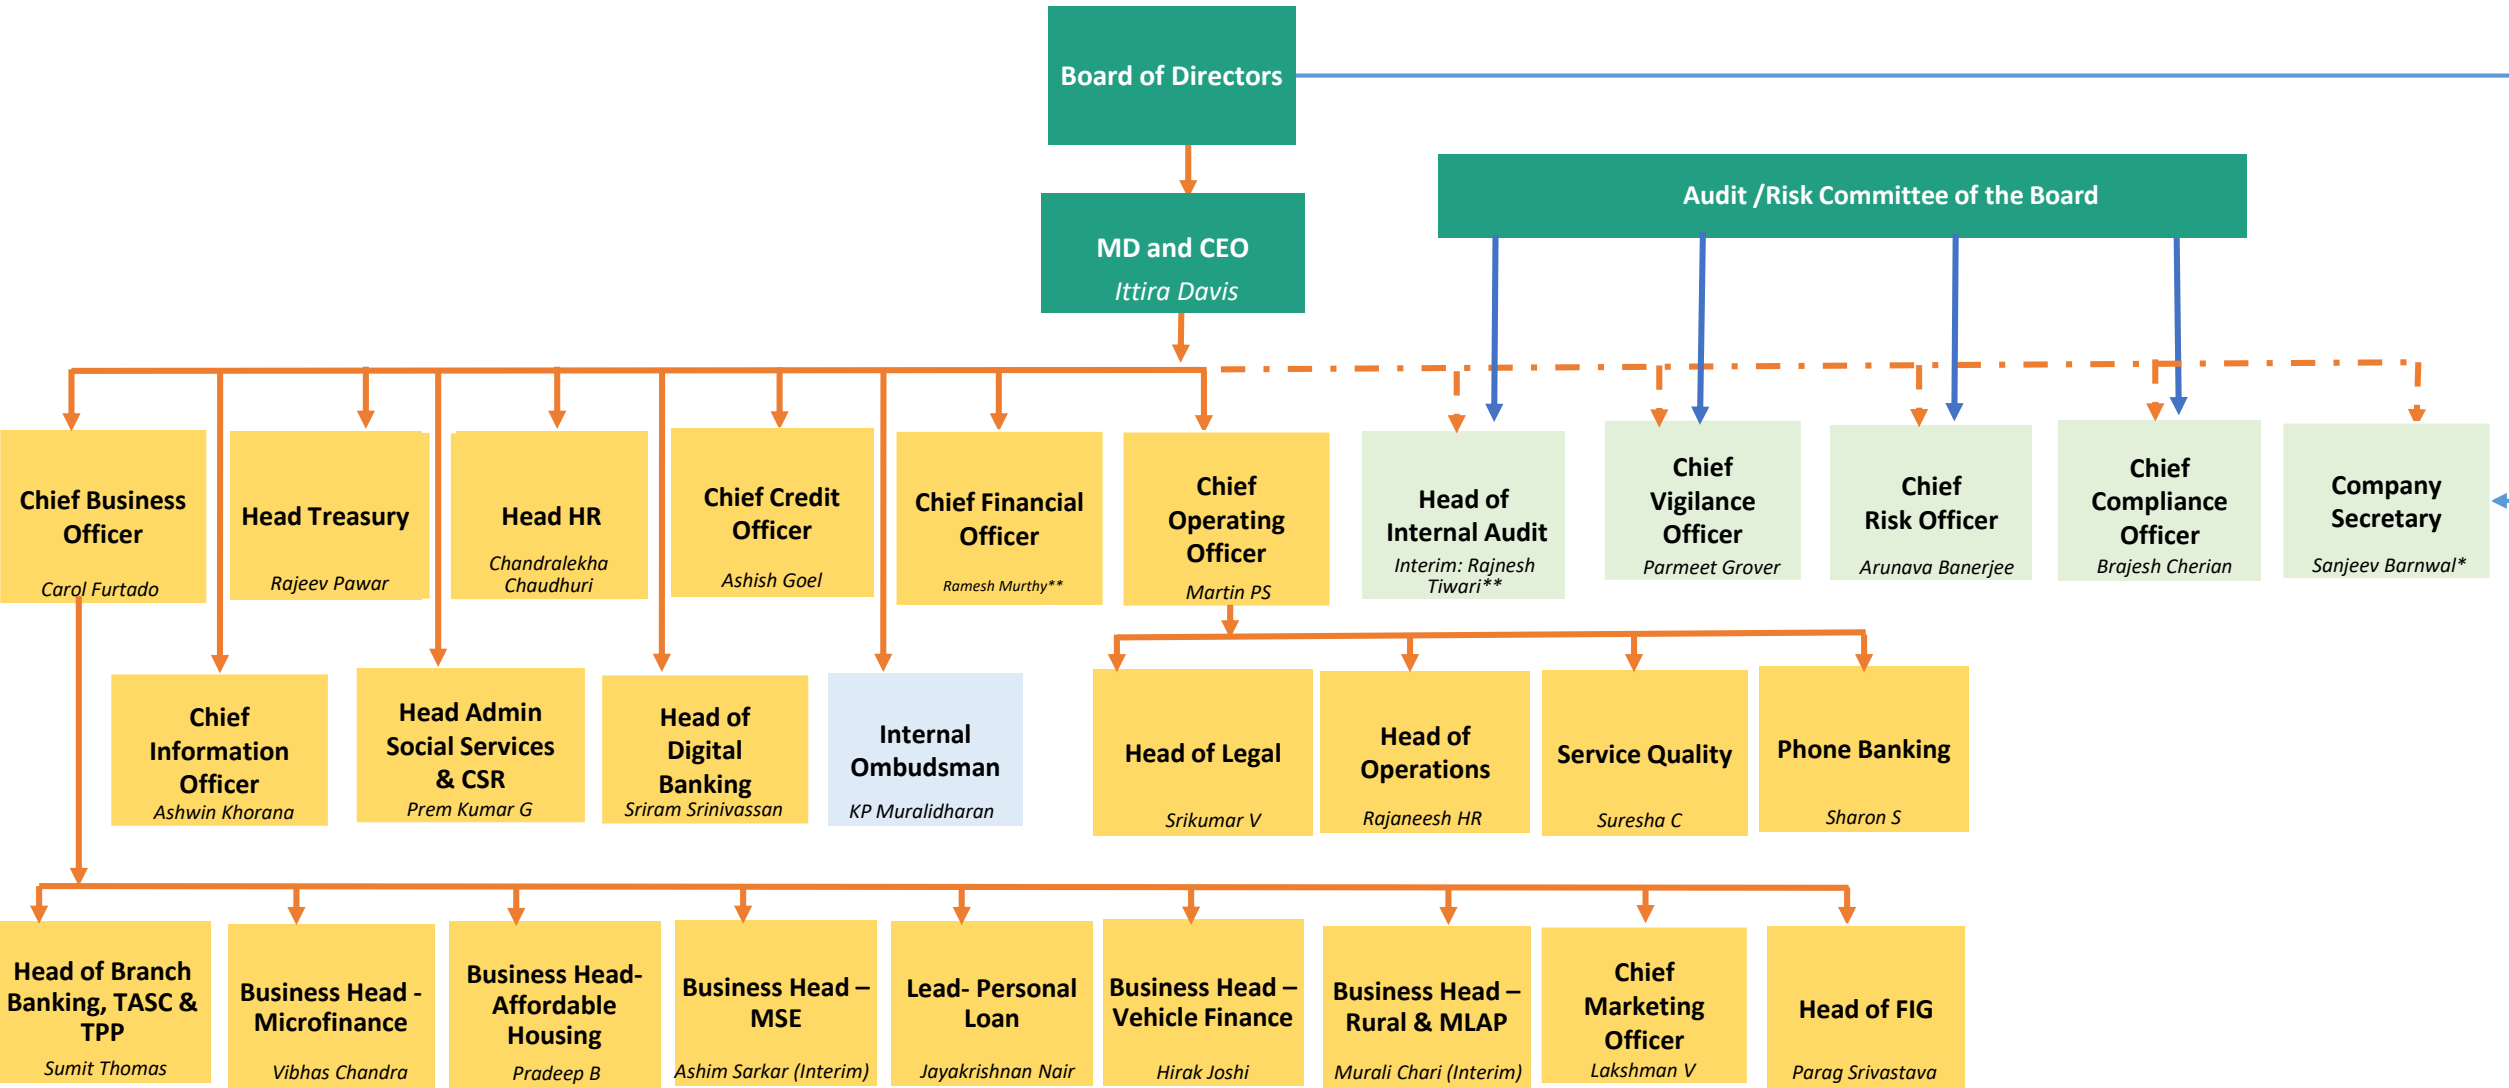 Board of Directors
Audit /Risk Committee of the Board
MD and CEO
Ittira Davis
Chief Business
Officer
Carol Furtado
Head Treasury
Rajeev Pawar
Head HR
Chandralekha
Chaudhuri
Chief Credit
Officer
Ashish Goel
Chief Financial
Officer
Ramesh Murthy**
Chief
Operating
Officer
Martin PS
Head of
Internal Audit
Interim: Rajnesh
Tiwari**
Chief
Vigilance
Officer
Parmeet Grover
Chief
Risk Officer
Arunava Banerjee
Chief
Compliance
Officer
Brajesh Cherian
Company
Secretary
Sanjeev Barnwal*
Chief
Information
Officer
Ashwin Khorana
Head Admin
Social Services
& CSR
Prem Kumar G
Head of
Digital
Banking
Sriram Srinivassan
Internal
Ombudsman
KP Muralidharan
Head of Legal
Srikumar V
Head of
Operations
Rajaneesh HR
Service Quality
Suresha C
Phone Banking
Sharon S
Head of Branch
Banking, TASC &
TPP
Sumit Thomas
Business Head -
Microfinance
Vibhas Chandra
Business Head-
Affordable
Housing
Pradeep B
Business Head –
MSE
Ashim Sarkar (Interim)
Lead- Personal
Loan
Jayakrishnan Nair
Business Head –
Vehicle Finance
Hirak Joshi
Business Head –
Rural & MLAP
Murali Chari (Interim)
Chief
Marketing
Officer
Lakshman V
Head of FIG
Parag Srivastava